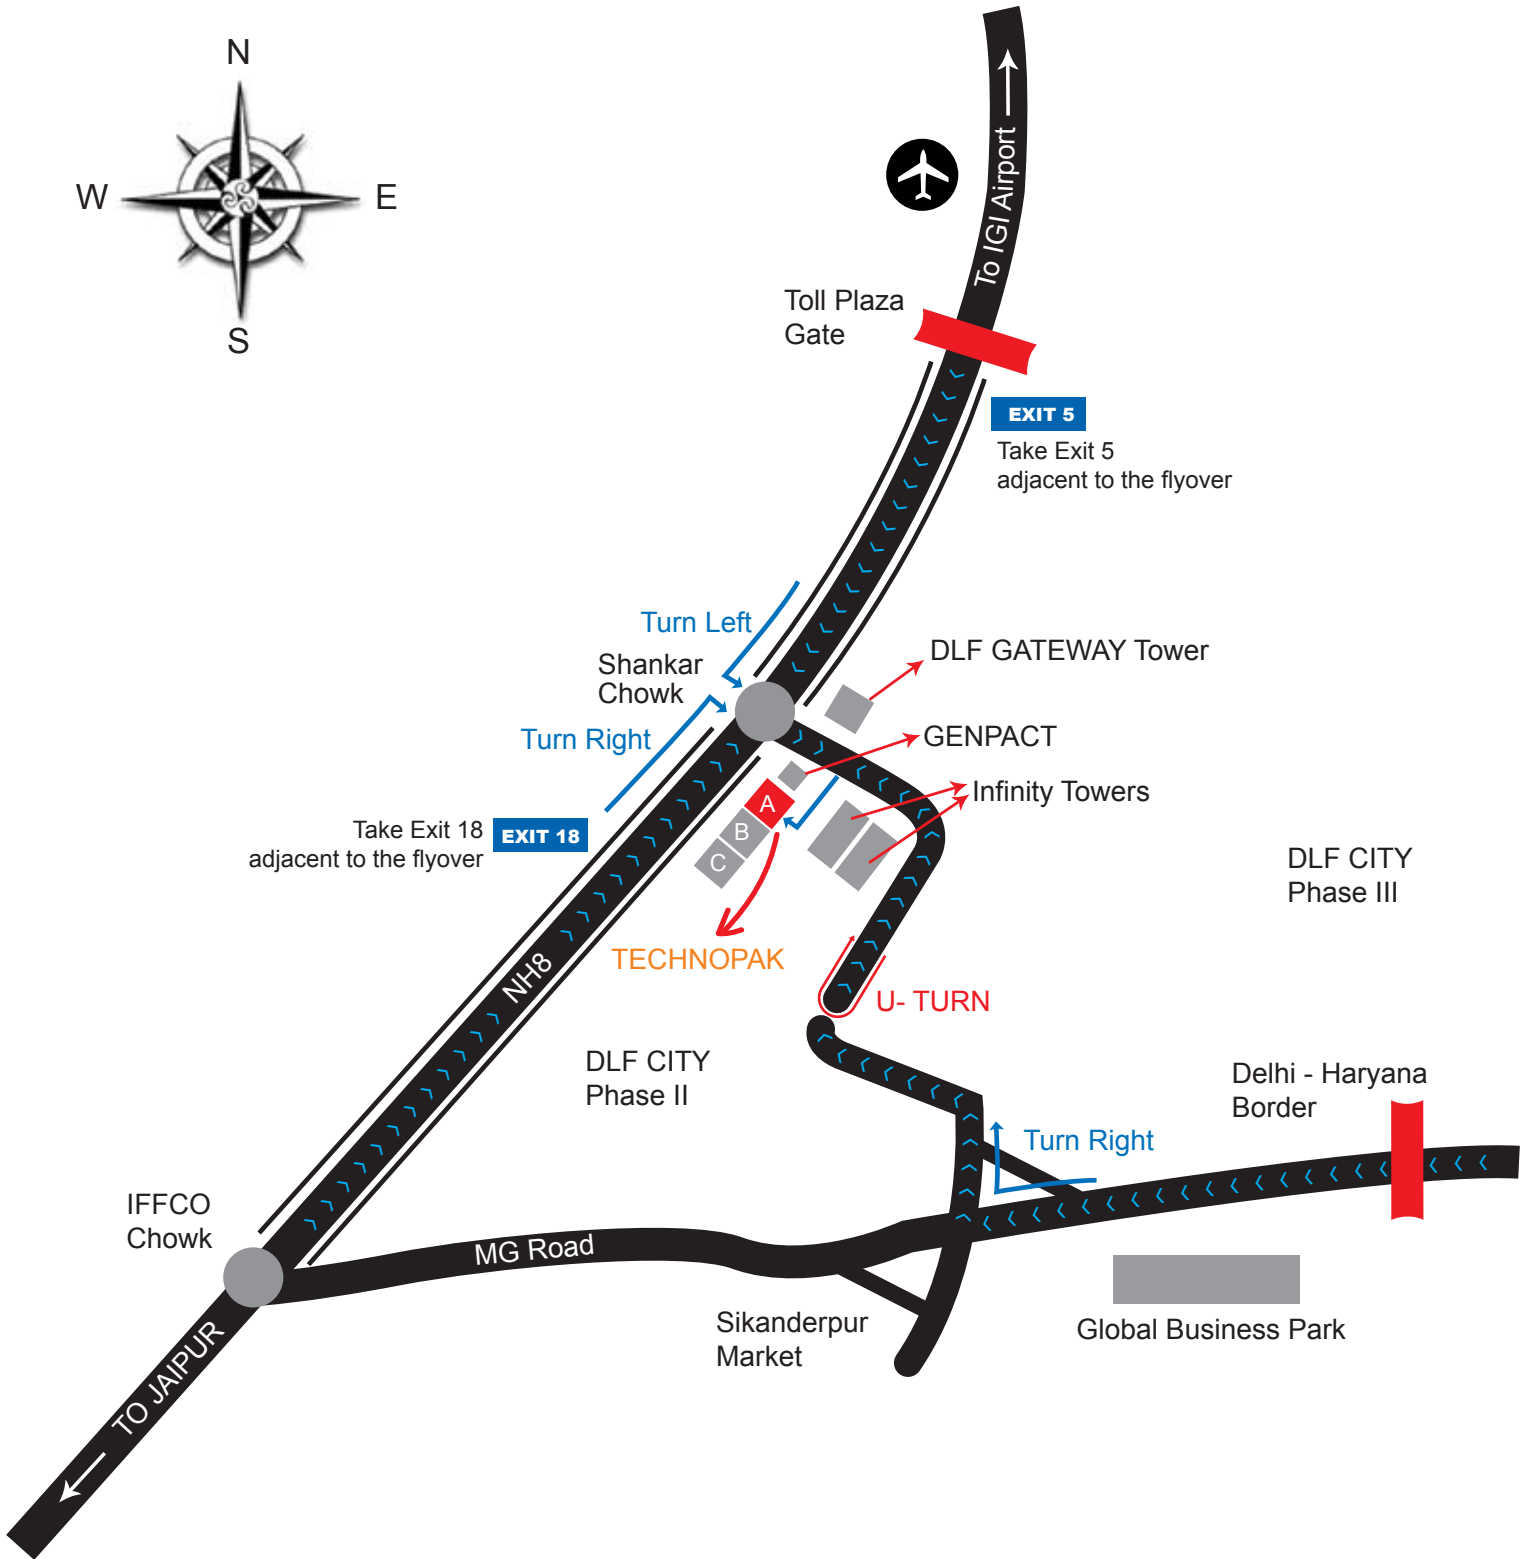 N
W
E
S
To IGI Airport
Toll Plaza
Gate
EXIT 5
Take Exit 5
adjacent to the flyover
Turn Left
Shankar
Chowk
DLF GATEWAY Tower
Turn Right
GENPACT
Infinity Towers
A
B
C
Take Exit 18
adjacent to the flyover
EXIT 18
DLF CITY
Phase III
TECHNOPAK
NH8
U- TURN
DLF CITY
Phase II
Delhi - Haryana
Border
Turn Right
IFFCO
Chowk
MG Road
Sikanderpur
Market
Global Business Park
TO JAIPUR